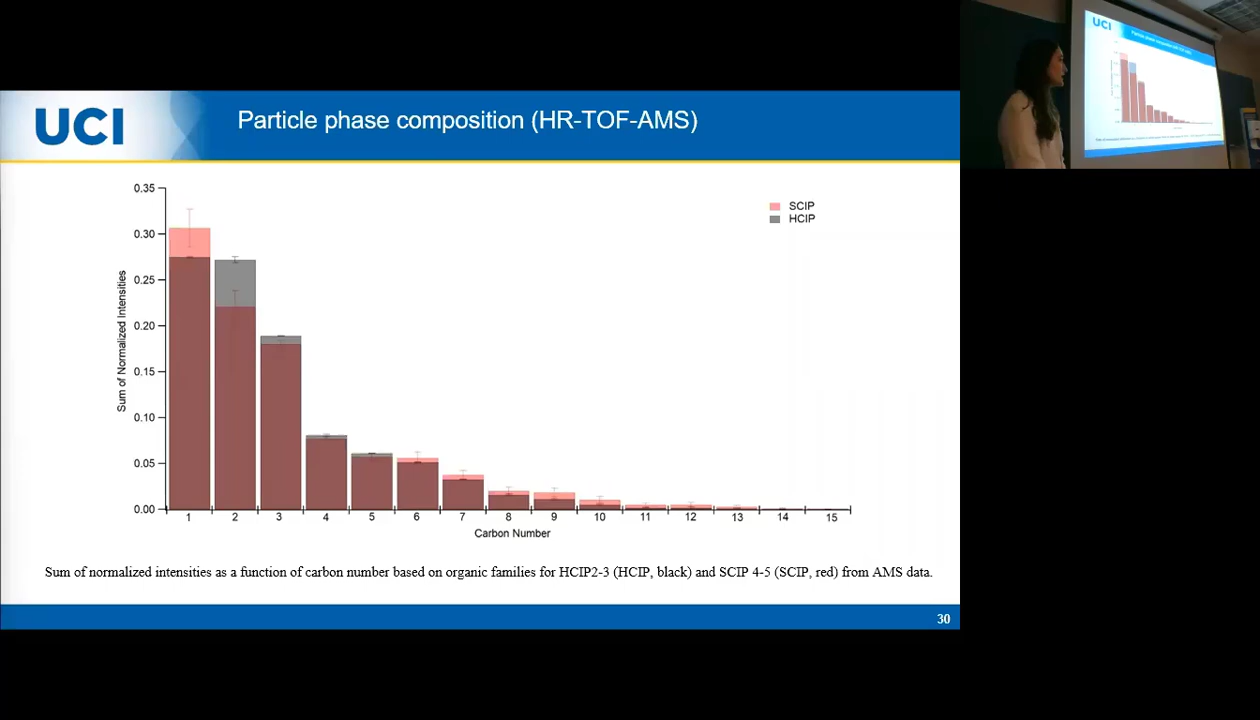 UCI
Particle phase composition (HR-TOF-AMS)
SCIP
HCIP
0.35
0.30
0.25
0.20
0.15
0.10
0.05
0.00
Sum of Normalized Intensities
1 2 3 4 5 6 7 8 9 10 11 12 13 14 15
Carbon Number
Sum of normalized intensities as a function of carbon number based on organic families for HCIP2-3 (HCIP, black) and SCIP 4-5 (SCIP, red) from AMS data.
30
UCI